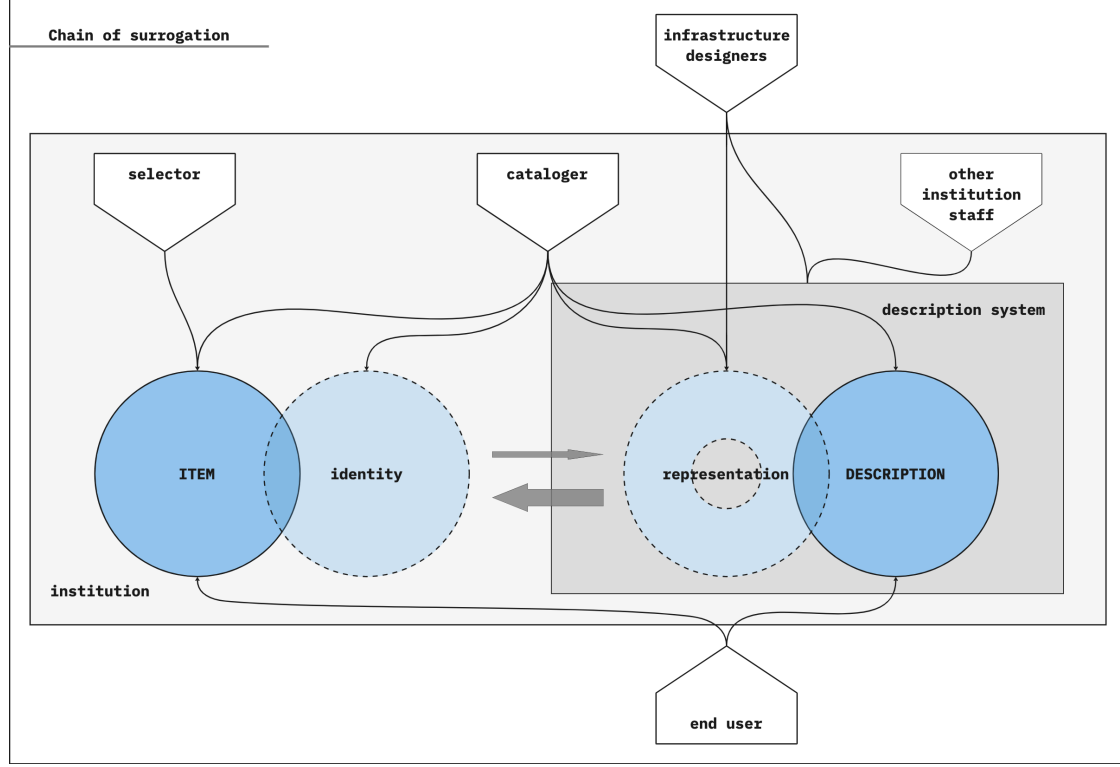 Chain of surrogation
infrastructure
designers
selector
cataloger
other
institution
staff
description system
ITEM
identity
representation
DESCRIPTION
institution
end user